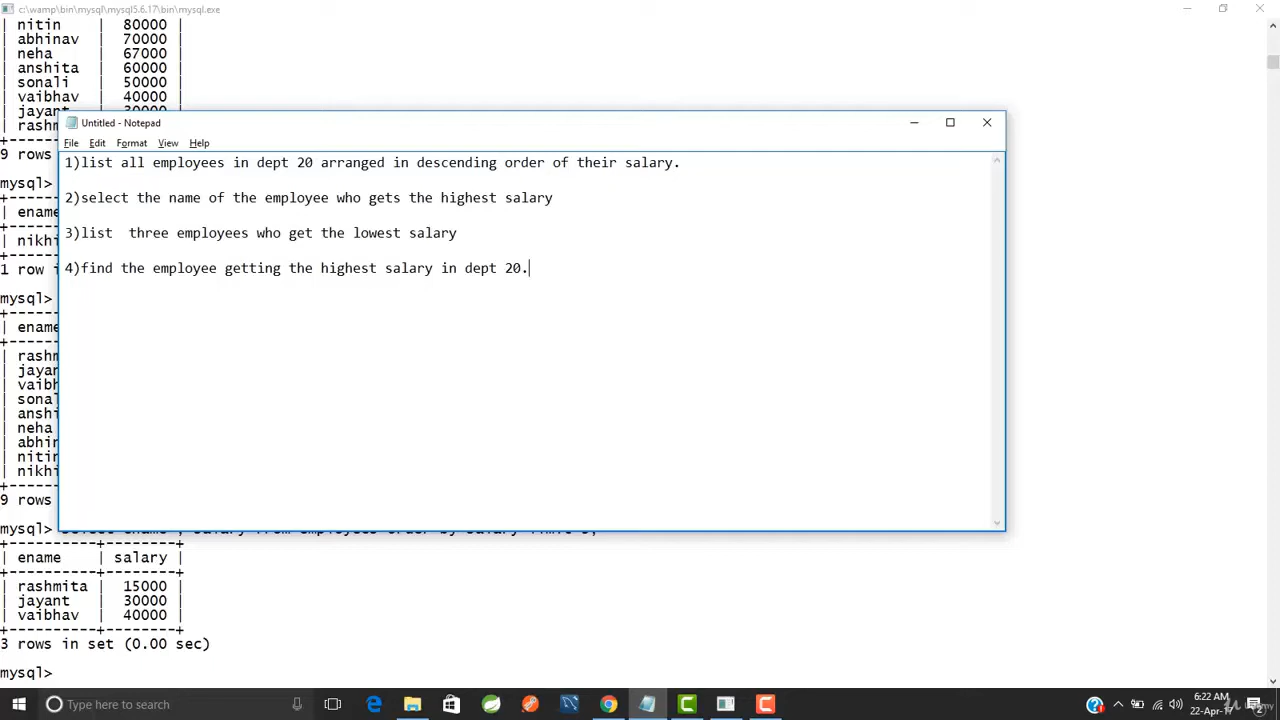 c:\wamp\bin\mysql\mysql5.6.17\bin\mysql.exe
| nitin | 80000 |
| abhinav | 70000 |
| neha | 67000 |
| anshita | 60000 |
| sonali | 50000 |
| vaibhav | 40000 |
9 rows
mysql>
| ename
1 row
mysql>
| ename
9 rows
Untitled - Notepad
File Edit Format View Help
1)list all employees in dept 20 arranged in descending order of their salary.
2)select the name of the employee who gets the highest salary
3)list  three employees who get the lowest salary
4)find the employee getting the highest salary in dept 20.
mysql>
+----------+--------+
| ename | salary |
+----------+--------+
| rashmita | 15000 |
| jayant | 30000 |
| vaibhav | 40000 |
+----------+--------+
3 rows in set (0.00 sec)
mysql>
Type here to search
6:22 AM
22-Apr-17